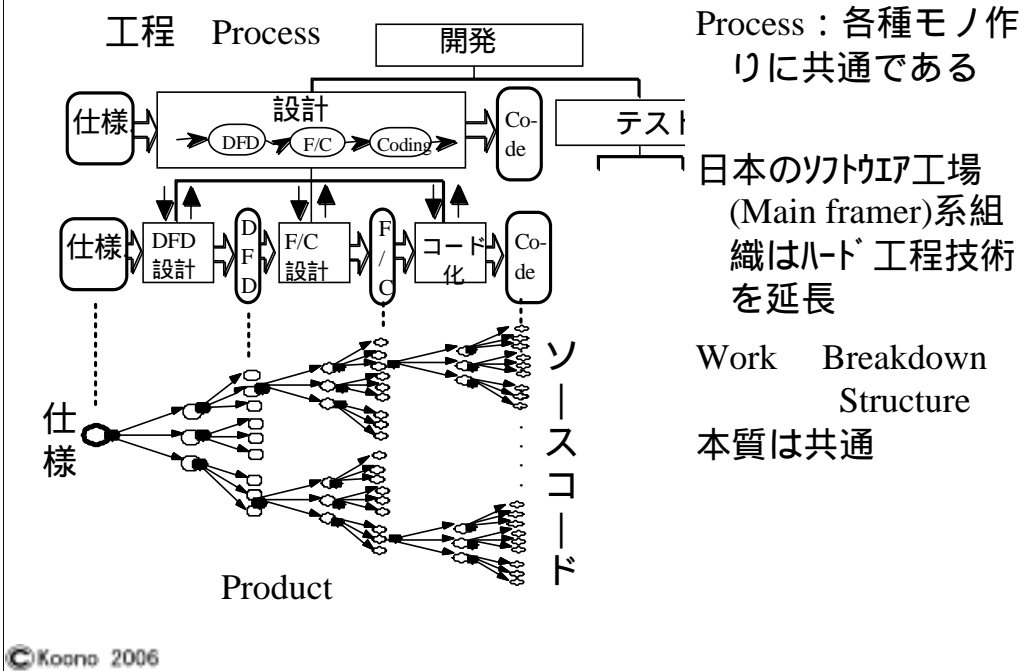 工程 Process
開発
設計
仕様
DFD
F/C
Coding
Co-
de
テスト
仕様
DFD
設計
DFD
F/C
設計
F/C
コード
化
Co-
de
仕様
ソースコード
Product
Process：各種モノ作
りに共通である
日本のｿﾌﾄｳｴｱ工場
(Main framer)系組
織はﾊｰﾄﾞ工程技術
を延長
Work Breakdown
Structure
本質は共通
©Koono 2006